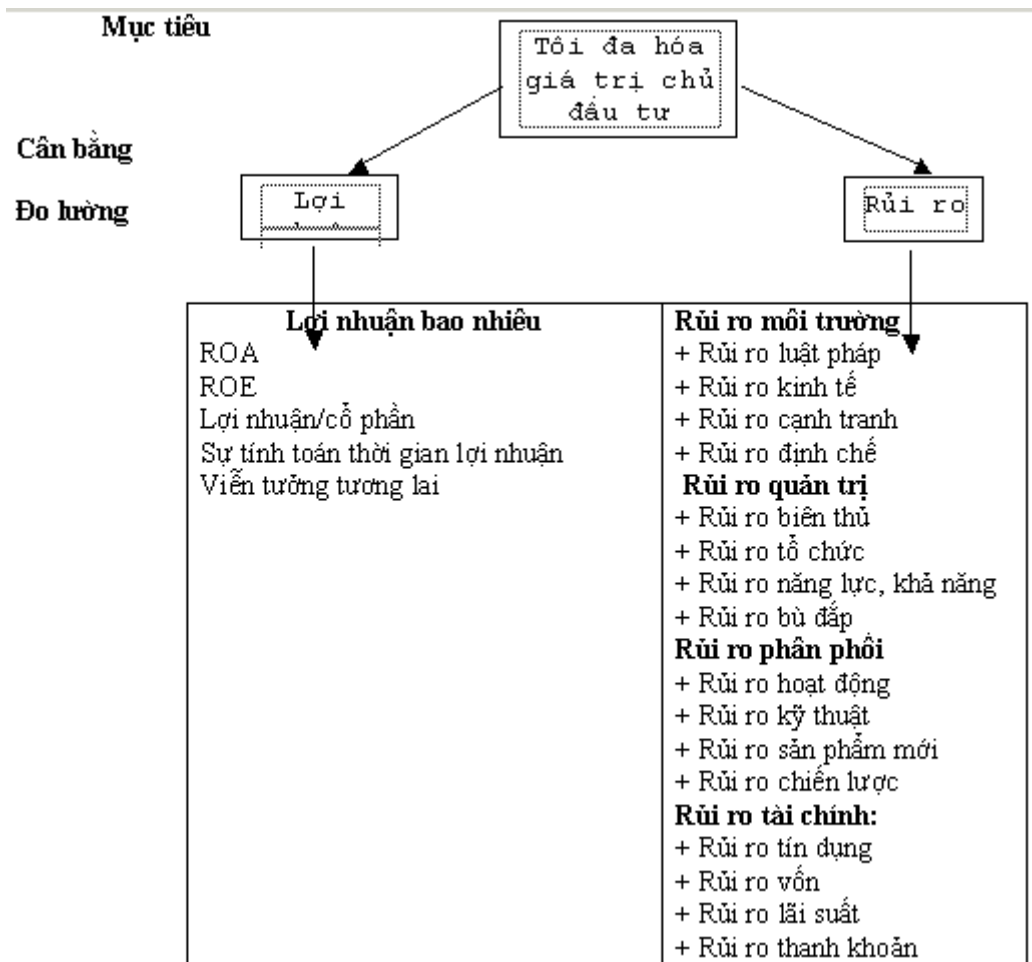 Mục tiêu
Tôi đa hóa
giá trị chủ
đầu tư
Cân bằng
Đo lường
Lợi
Rủi ro
Lợi nhuận bao nhiêu
ROA
ROE
Lợi nhuận/cổ phần
Sự tính toán thời gian lợi nhuận
Viễn tưởng tương lai
Rủi ro môi trường
+ Rủi ro luật pháp
+ Rủi ro kinh tế
+ Rủi ro cạnh tranh
+ Rủi ro định chế
Rủi ro quản trị
+ Rủi ro biên thủ
+ Rủi ro tổ chức
+ Rủi ro năng lực, khả năng
+ Rủi ro bù đắp
Rủi ro phân phối
+ Rủi ro hoạt động
+ Rủi ro kỹ thuật
+ Rủi ro sản phẩm mới
+ Rủi ro chiến lược
Rủi ro tài chính:
+ Rủi ro tín dụng
+ Rủi ro vốn
+ Rủi ro lãi suất
+ Rủi ro thanh khoản